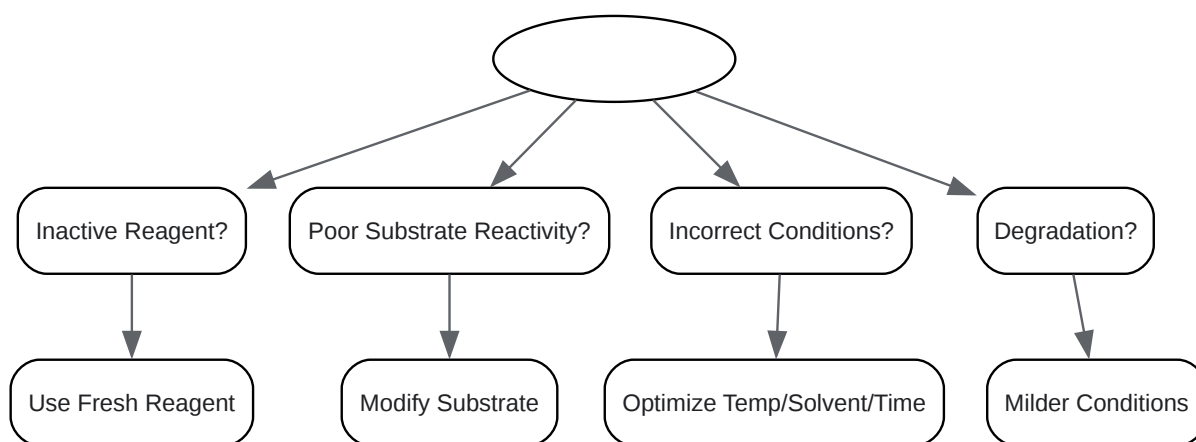 Inactive Reagent?
Poor Substrate Reactivity?
Incorrect Conditions?
Degradation?
Use Fresh Reagent
Modify Substrate
Optimize Temp/Solvent/Time
Milder Conditions